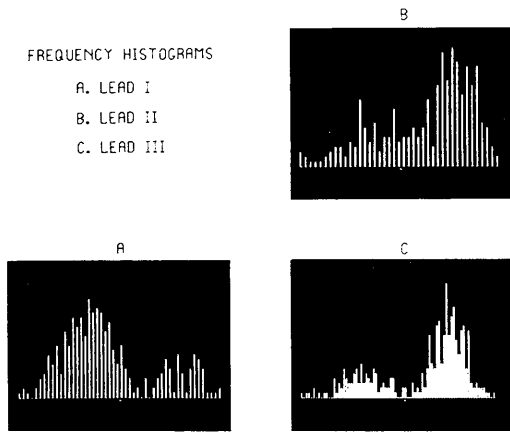 FREQUENCY HISTOGRAMS
A. LEAD I
B. LEAD II
C. LEAD III
B
A
C